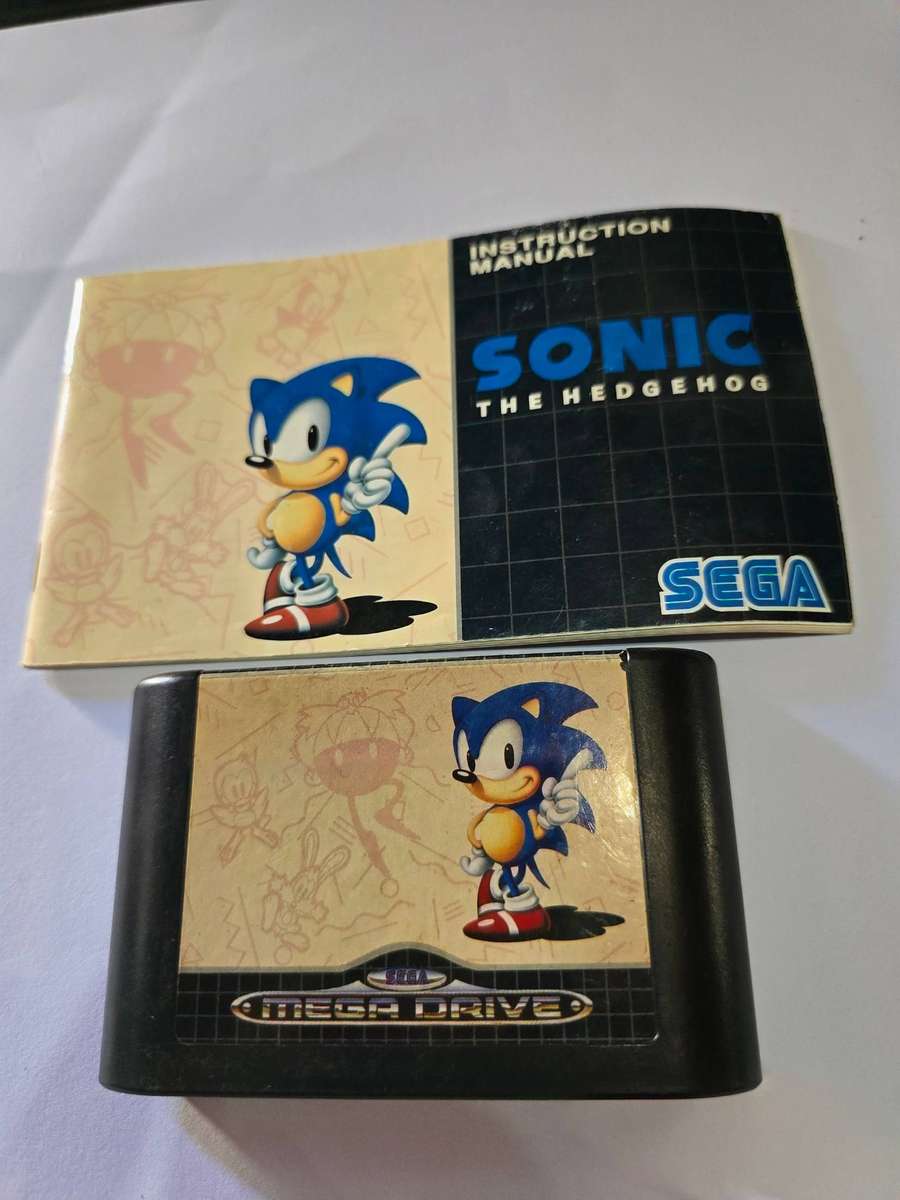 INSTRUCTION
MANUAL
SONIC
THE HEDGEHOG
SEGA
SEGA
MEGA DRIVE